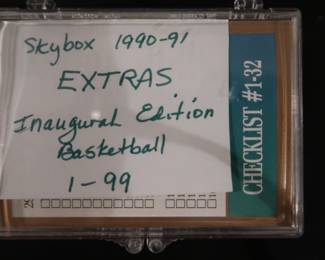 Skybox 1990-91
EXTRAS
Inaugural Edition
Basketball
1-99
CHECKLIST #1-32